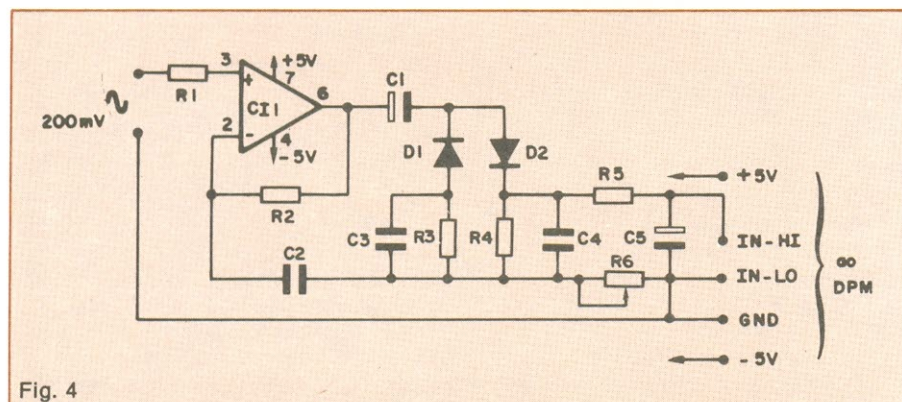 200mV
R1
3
2
+
-
CI1
+5V
7
6
4
-5V
R2
C1
D1
D2
C2
C3
R3
R4
C4
R5
C5
R6
+5V
IN-HI
IN-LO
GND
-5V
ao
DPM
Fig. 4